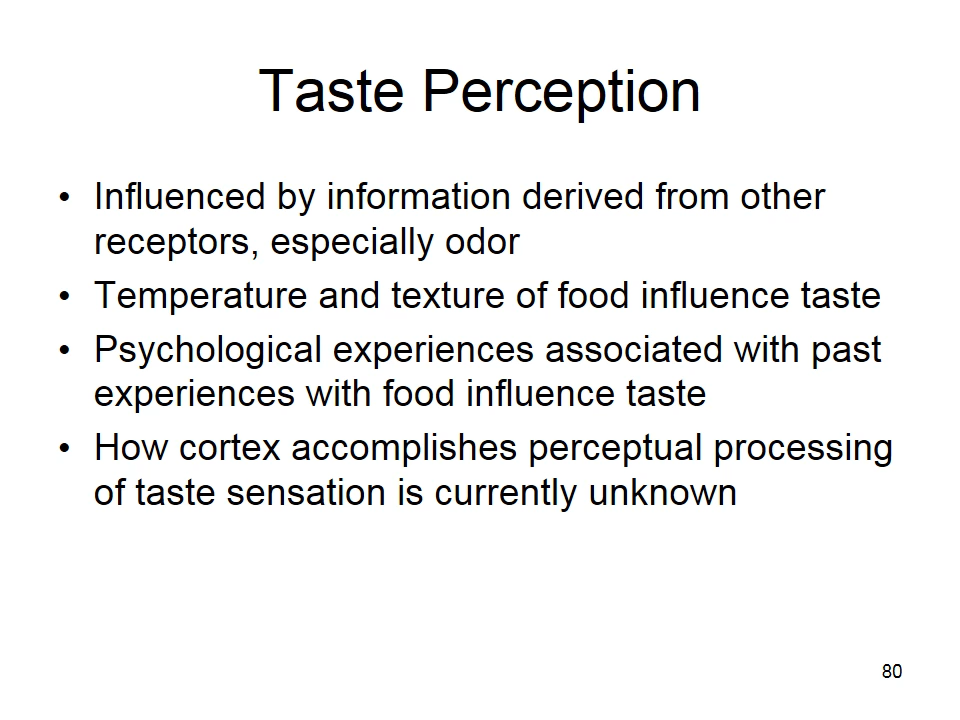 Taste Perception
• Influenced by information derived from other
receptors, especially odor
• Temperature and texture of food influence taste
• Psychological experiences associated with past
experiences with food influence taste
• How cortex accomplishes perceptual processing
of taste sensation is currently unknown
80